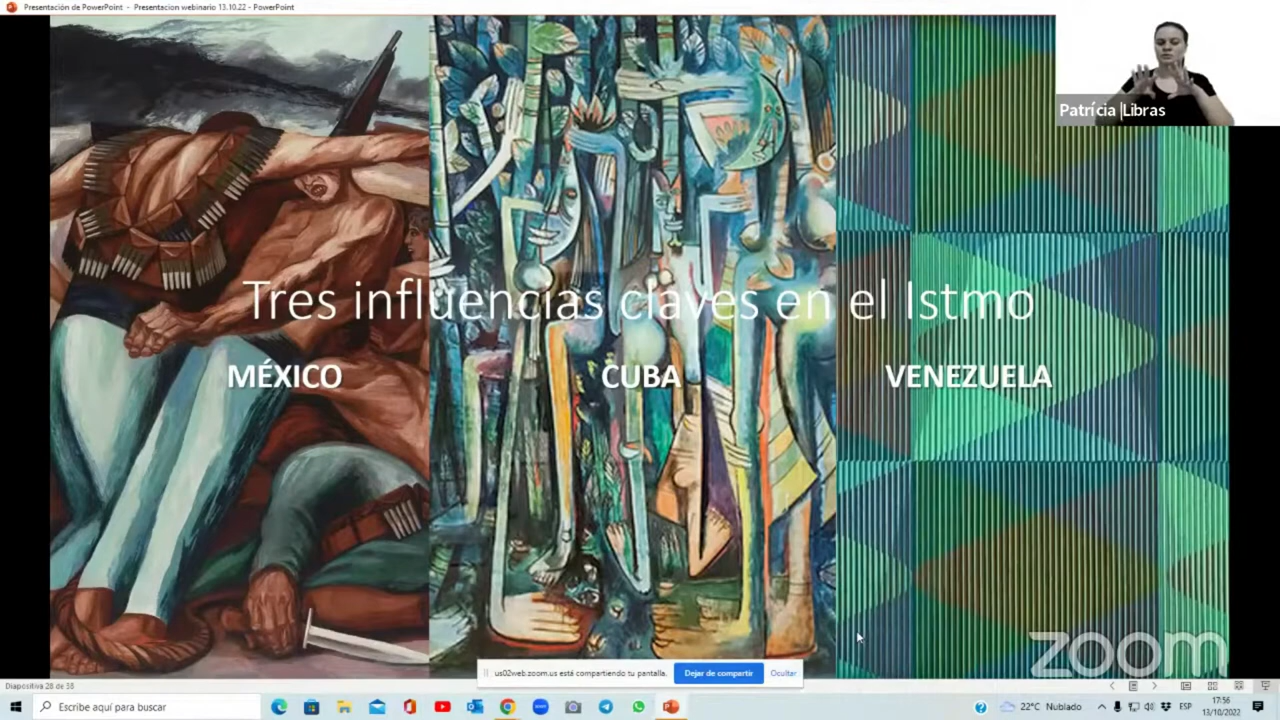 Presentación de PowerPoint - Presentacion webinario 13.10.22 - PowerPoint
Patrícia |Libras
Tres influencias claves en el Istmo
MÉXICO
CUBA
VENEZUELA
zoom
us02web.zoom.us está compartiendo tu pantalla.
Dejar de compartir
Ocultar
Diapositiva 28 de 58
Escribe aquí para buscar
22°C Nublado
ESP
17:56
13/10/2022